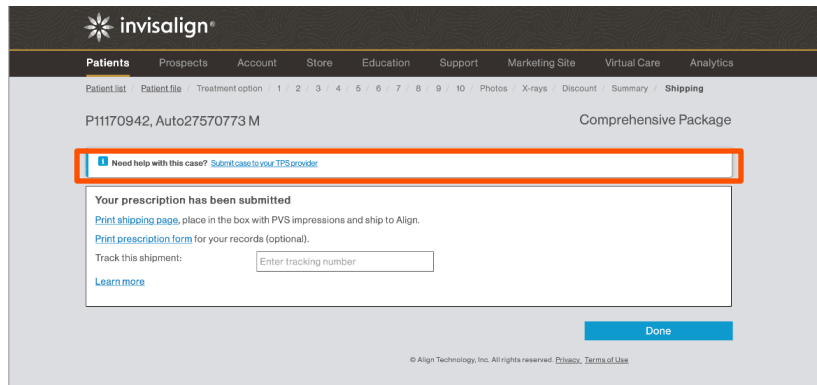 invisalign®
Patients Prospects Account Store Education Support Marketing Site Virtual Care Analytics
Patient list / Patient file / Treatment option / 1 / 2 / 3 / 4 / 5 / 6 / 7 / 8 / 9 / 10 / Photos / X-rays / Discount / Summary / Shipping
P11170942, Auto27570773 M Comprehensive Package
i Need help with this case? Submit case to your TPS provider
Your prescription has been submitted
Print shipping page, place in the box with PVS impressions and ship to Align.
Print prescription form for your records (optional).
Track this shipment: Enter tracking number
Learn more
Done
© Align Technology, Inc. All rights reserved. Privacy Terms of Use